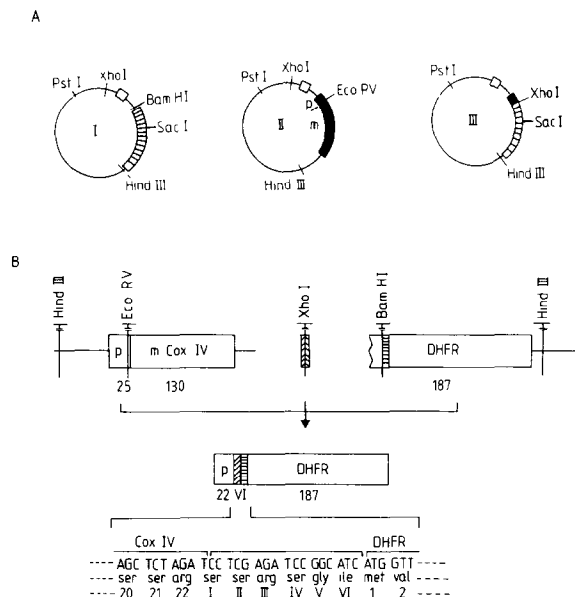 A
Pst I
XhoI
Bam HI
Sac I
Hind III
I
Pst I
XhoI
Eco RV
p
m
II
Hind III
Pst I
XhoI
Sac I
III
Hind III
B
Hind III
Eco RV
Xho I
Bam HI
Hind III
p
m Cox IV
DHFR
25
130
187
p
DHFR
22 VI 187
Cox IV
DHFR
---- AGC TCT AGA TCC TCG AGA TCC GGC ATC ATG GTT ----
ser ser arg ser ser arg ser gly ile met val
---- 20 21 22 I II III IV V VI 1 2 ----